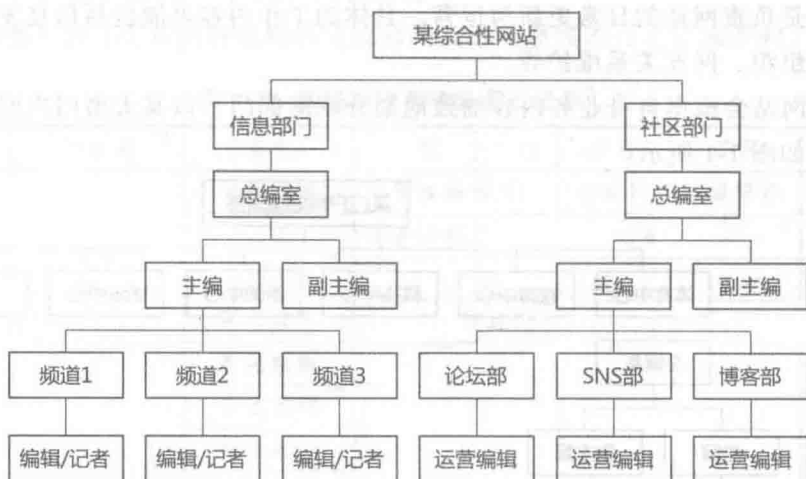 某综合性网站
信息部门 社区部门
总编室 总编室
主编 副主编 主编 副主编
频道1 频道2 频道3 论坛部 SNS部 博客部
编辑/记者 编辑/记者 编辑/记者 运营编辑 运营编辑 运营编辑